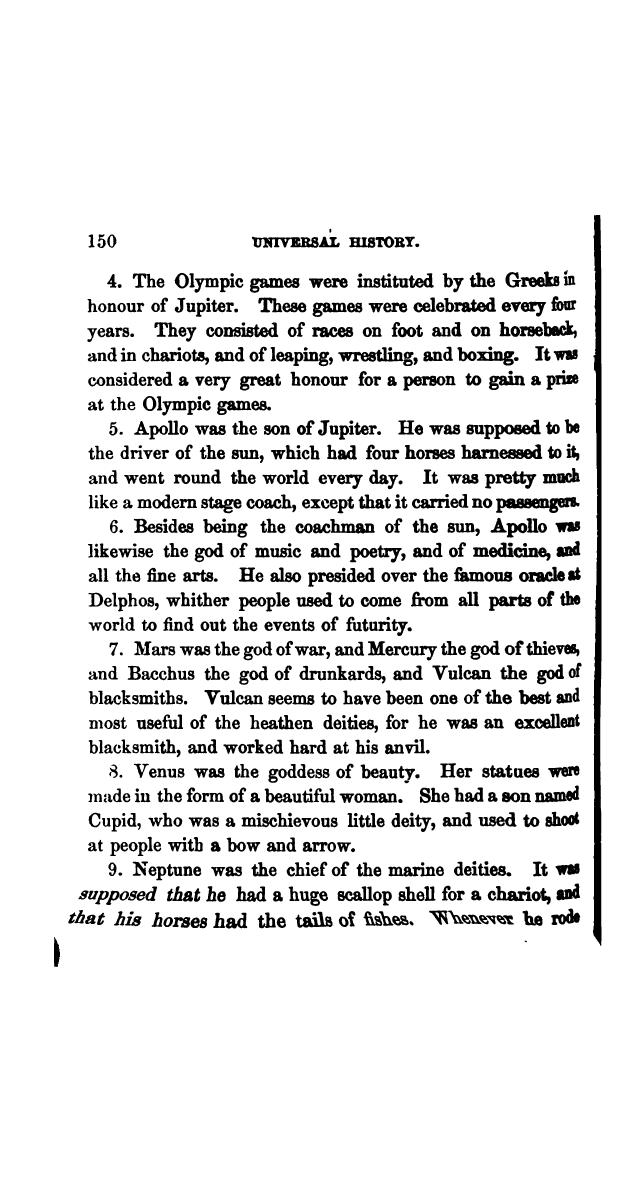 150 UNIVERSAL HISTORY.
4. The Olympic games were instituted by the Greeks in
honour of Jupiter. These games were celebrated every four
years. They consisted of races on foot and on horseback,
and in chariots, and of leaping, wrestling, and boxing. It was
considered a very great honour for a person to gain a prize
at the Olympic games.
5. Apollo was the son of Jupiter. He was supposed to be
the driver of the sun, which had four horses harnessed to it,
and went round the world every day. It was pretty much
like a modern stage coach, except that it carried no passengers.
6. Besides being the coachman of the sun, Apollo was
likewise the god of music and poetry, and of medicine, and
all the fine arts. He also presided over the famous oracle at
Delphos, whither people used to come from all parts of the
world to find out the events of futurity.
7. Mars was the god of war, and Mercury the god of thieves,
and Bacchus the god of drunkards, and Vulcan the god of
blacksmiths. Vulcan seems to have been one of the best and
most useful of the heathen deities, for he was an excellent
blacksmith, and worked hard at his anvil.
8. Venus was the goddess of beauty. Her statues were
made in the form of a beautiful woman. She had a son named
Cupid, who was a mischievous little deity, and used to shoot
at people with a bow and arrow.
9. Neptune was the chief of the marine deities. It was
supposed that he had a huge scallop shell for a chariot, and
that his horses had the tails of fishes. Whenever he rode